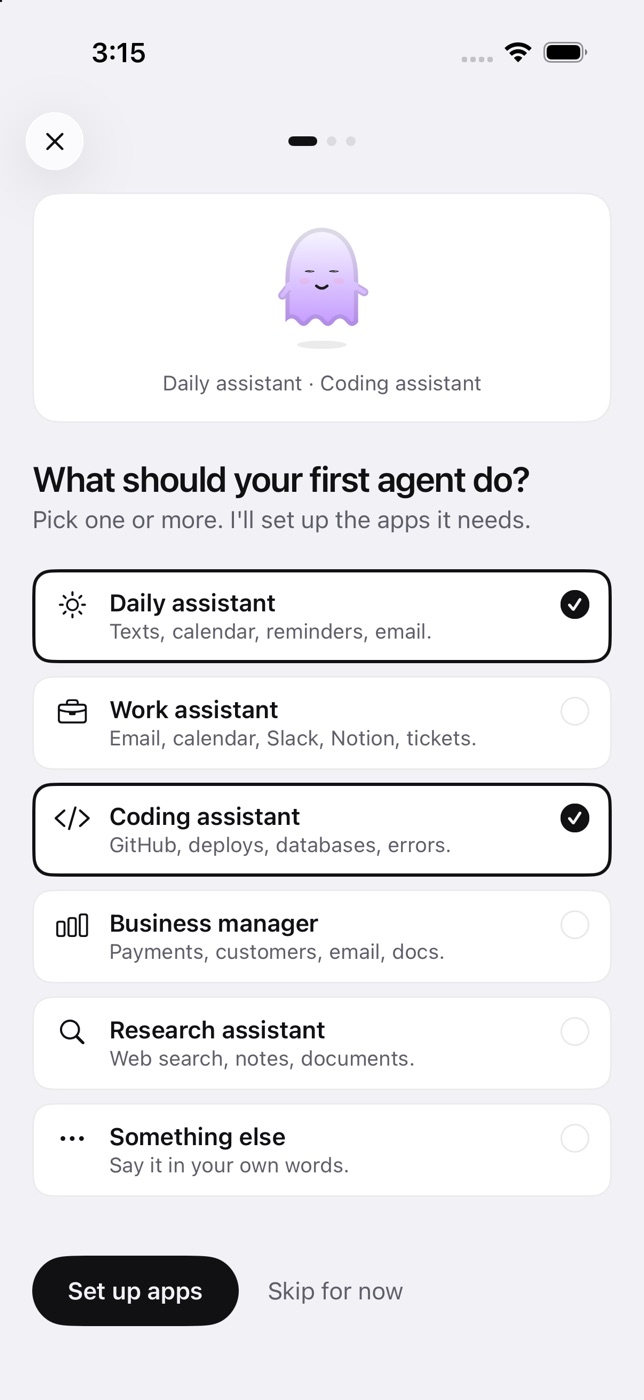 3:15
Daily assistant · Coding assistant
What should your first agent do?
Pick one or more. I'll set up the apps it needs.
Daily assistant
Texts, calendar, reminders, email.
Work assistant
Email, calendar, Slack, Notion, tickets.
Coding assistant
GitHub, deploys, databases, errors.
Business manager
Payments, customers, email, docs.
Research assistant
Web search, notes, documents.
Something else
Say it in your own words.
Set up apps
Skip for now